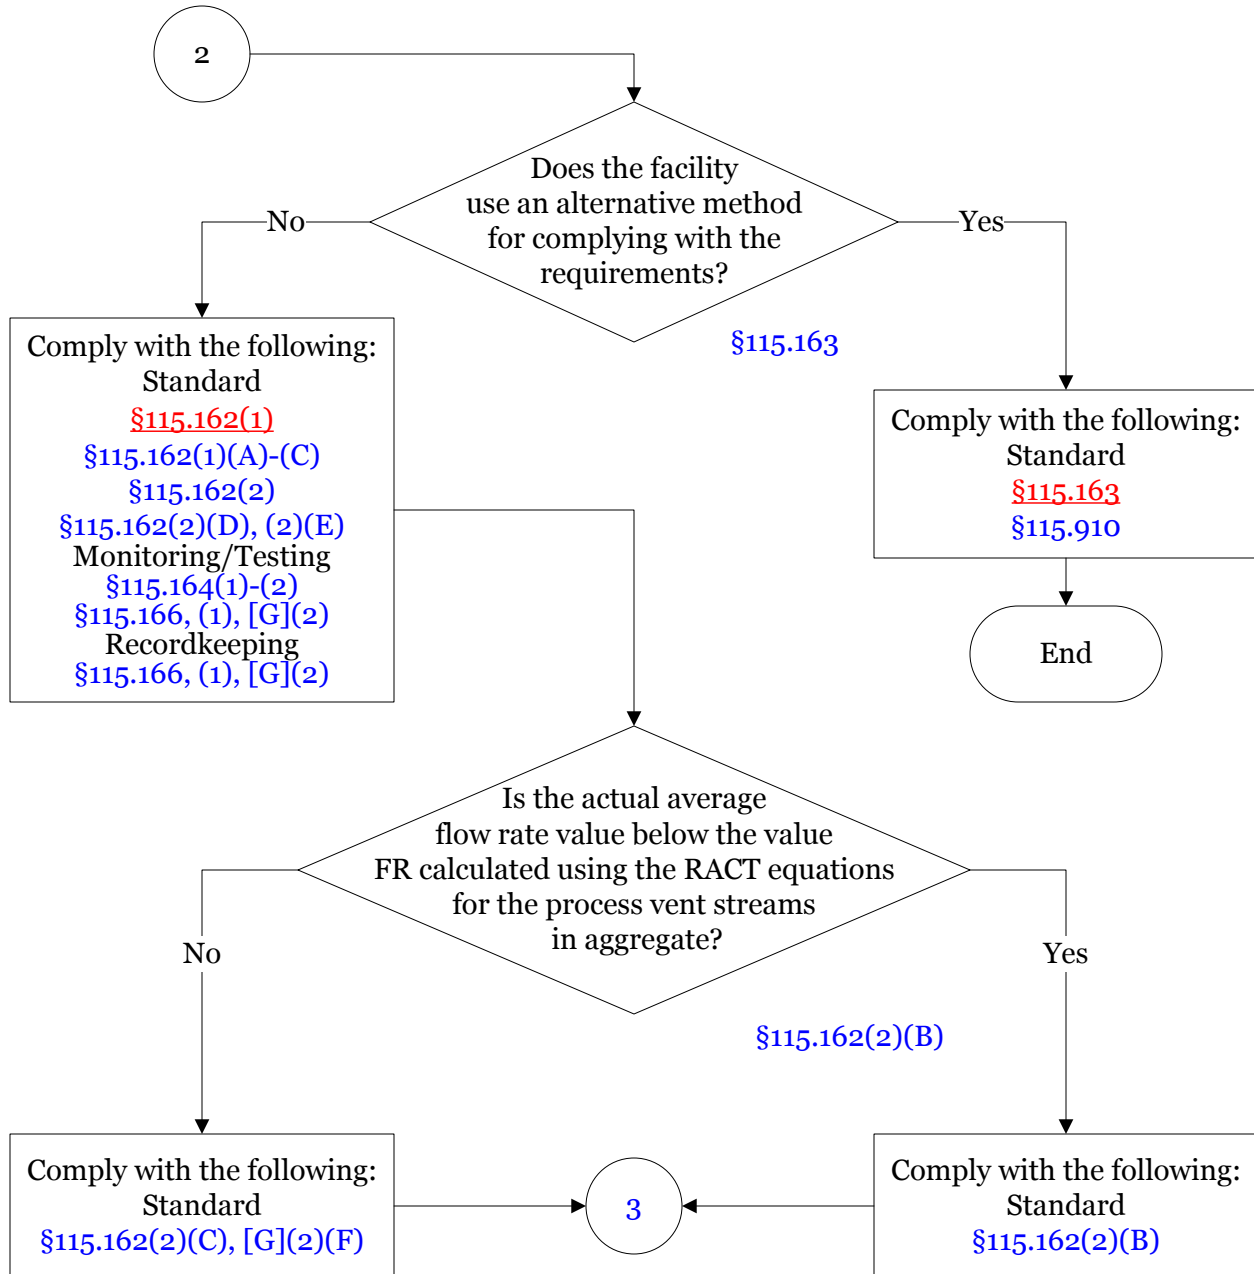 2
Does the facility
use an alternative method
for complying with the
requirements?
No
Yes
§115.163
Comply with the following:
Standard
§115.162(1)
§115.162(1)(A)-(C)
§115.162(2)
§115.162(2)(D), (2)(E)
Monitoring/Testing
§115.164(1)-(2)
§115.166, (1), [G](2)
Recordkeeping
§115.166, (1), [G](2)
Comply with the following:
Standard
§115.163
§115.910
End
Is the actual average
flow rate value below the value
FR calculated using the RACT equations
for the process vent streams
in aggregate?
No
Yes
§115.162(2)(B)
Comply with the following:
Standard
§115.162(2)(C), [G](2)(F)
3
Comply with the following:
Standard
§115.162(2)(B)